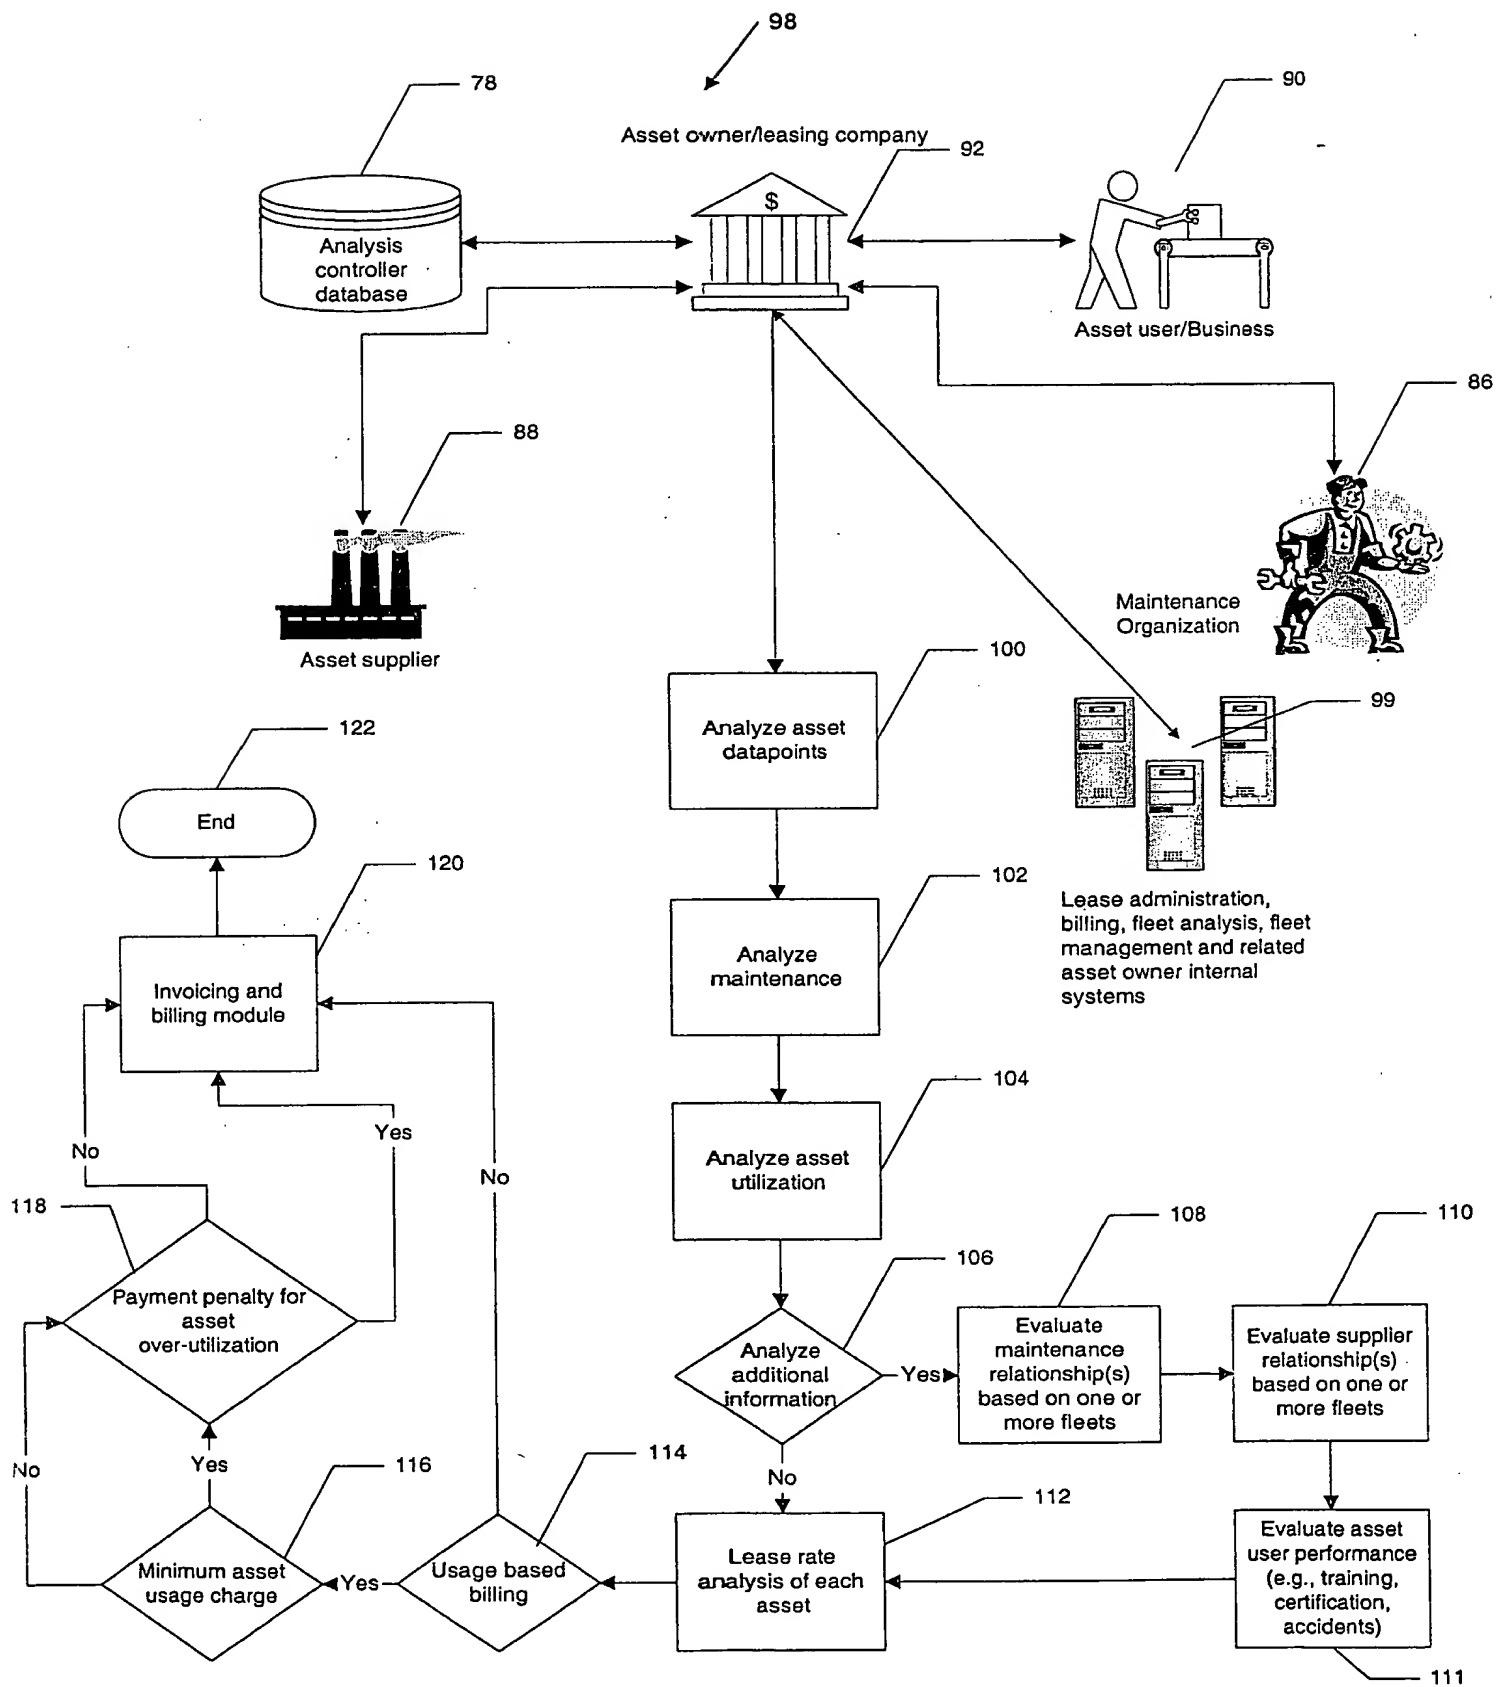 98
78
90
Asset owner/leasing company
92
$
Analysis
controller
database
Asset user/Business
86
88
Maintenance
Organization
Asset supplier
100
99
Analyze asset
datapoints
122
End
120
102
Lease administration,
billing, fleet analysis, fleet
management and related
asset owner internal
systems
Analyze
maintenance
Invoicing and
billing module
104
No
Yes
No
Analyze asset
utilization
118
108
110
106
Payment penalty for
asset
over-utilization
Analyze
additional
information
Yes
Evaluate
maintenance
relationship(s)
based on one or
more fleets
Evaluate supplier
relationship(s)
based on one or
more fleets
No
Yes
116
114
No
112
Minimum asset
usage charge
Yes
Usage based
billing
Lease rate
analysis of each
asset
Evaluate asset
user performance
(e.g., training,
certification,
accidents)
111